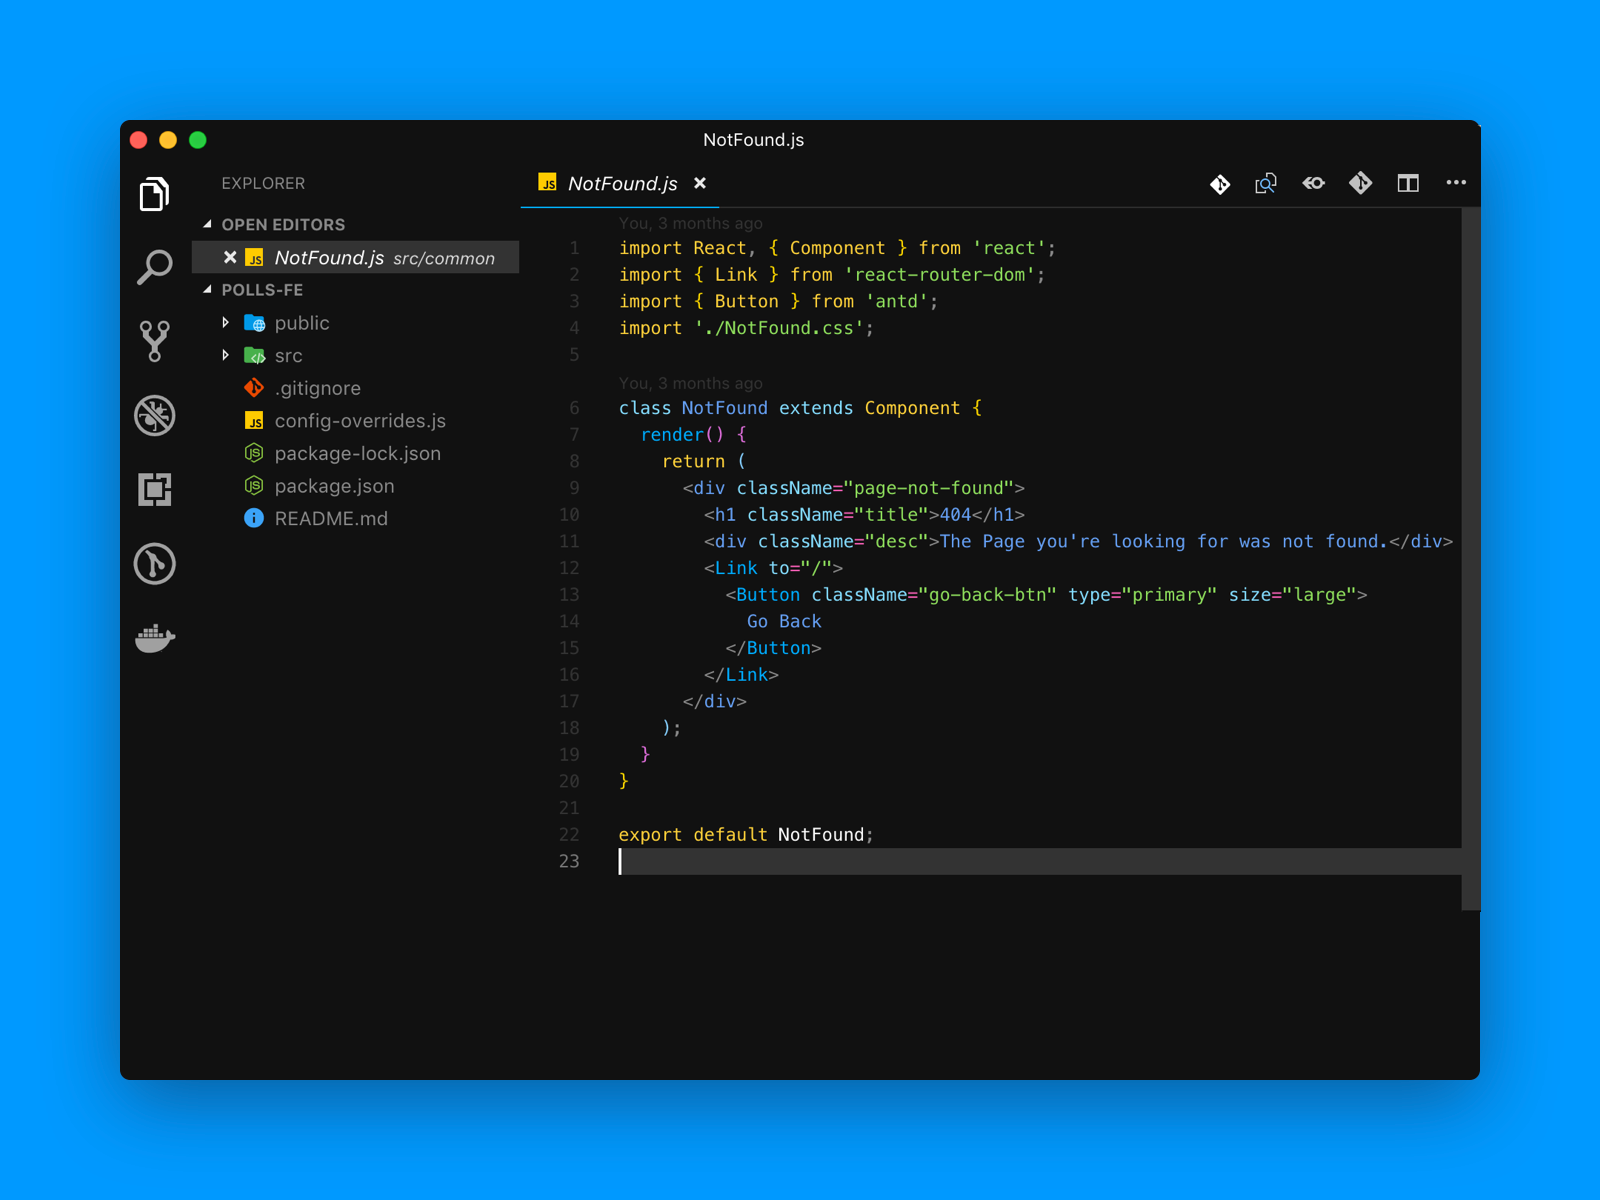 NotFound.js
EXPLORER
OPEN EDITORS
JS NotFound.js src/common
POLLS-FE
public
src
.gitignore
JS config-overrides.js
JS package-lock.json
JS package.json
i README.md
JS NotFound.js
You, 3 months ago
1 import React, { Component } from 'react';
2 import { Link } from 'react-router-dom';
3 import { Button } from 'antd';
4 import './NotFound.css';
5
You, 3 months ago
6 class NotFound extends Component {
7   render() {
8     return (
9       <div className="page-not-found">
10         <h1 className="title">404</h1>
11         <div className="desc">The Page you're looking for was not found.</div>
12         <Link to="/">
13           <Button className="go-back-btn" type="primary" size="large">
14             Go Back
15           </Button>
16         </Link>
17       </div>
18     );
19   }
20 }
21
22 export default NotFound;
23